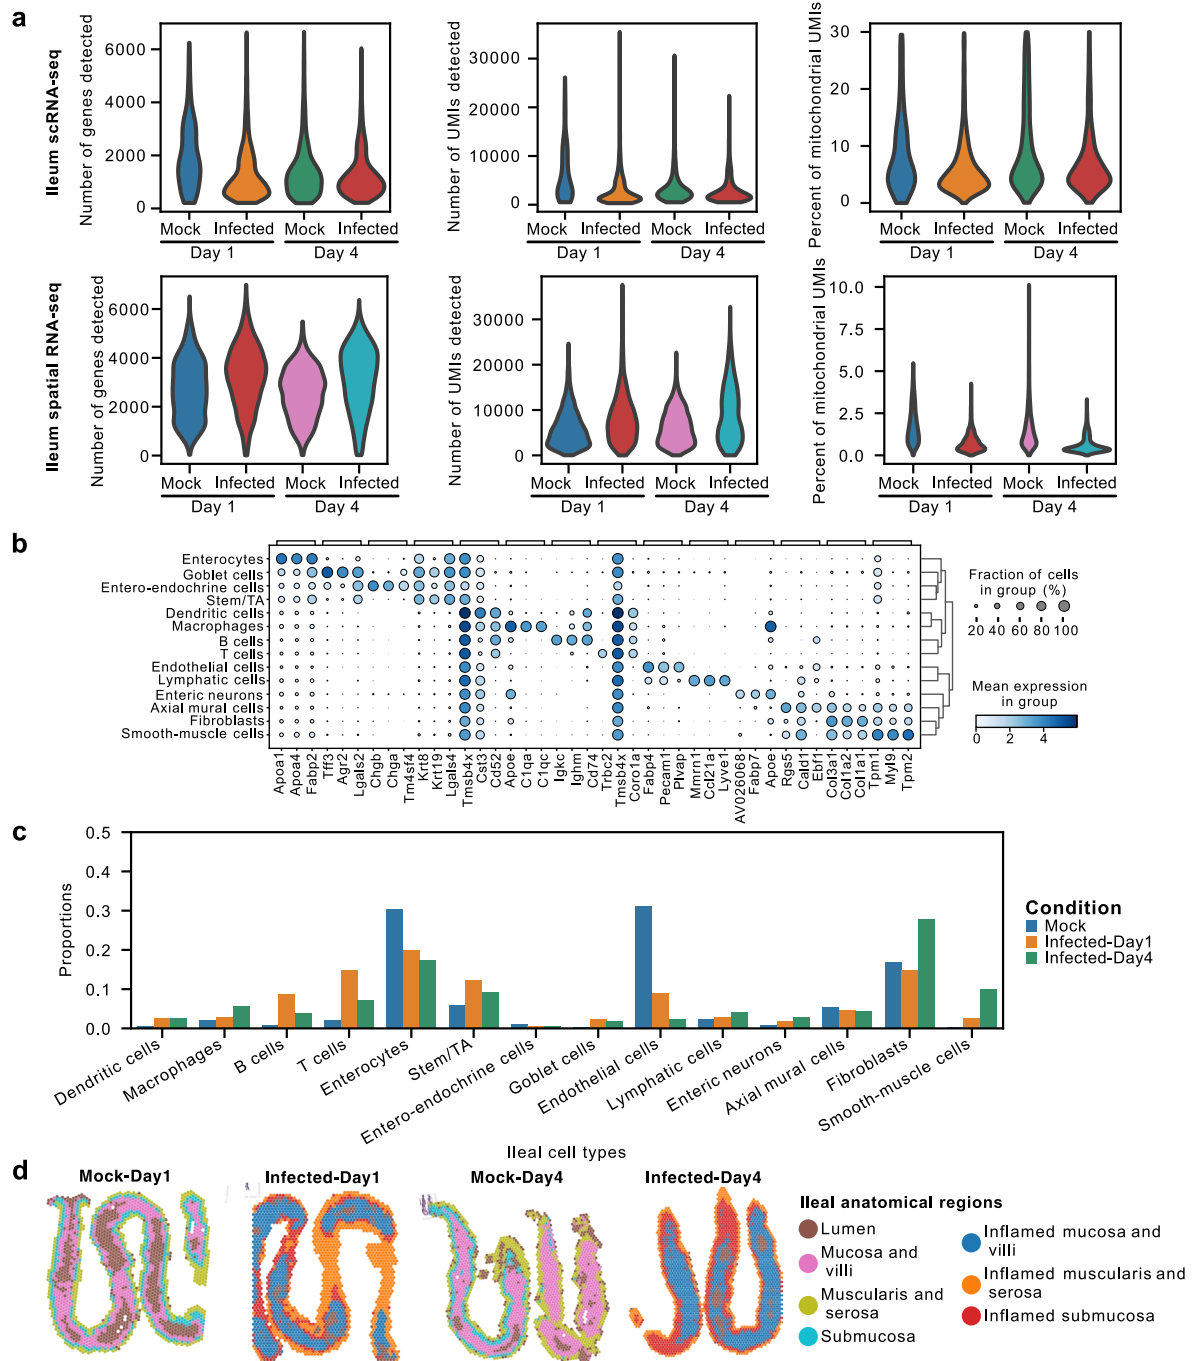 a
Ileum scRNA-seq
Number of genes detected
6000
4000
2000
0
Mock Infected Mock Infected
Day 1 Day 4
Number of UMIs detected
30000
20000
10000
0
Mock Infected Mock Infected
Day 1 Day 4
Percent of mitochondrial UMIs
30
20
10
0
Mock Infected Mock Infected
Day 1 Day 4
Ileum spatial RNA-seq
Number of genes detected
6000
4000
2000
0
Mock Infected Mock Infected
Day 1 Day 4
Number of UMIs detected
30000
20000
10000
0
Mock Infected Mock Infected
Day 1 Day 4
Percent of mitochondrial UMIs
10.0
7.5
5.0
2.5
0.0
Mock Infected Mock Infected
Day 1 Day 4
b
Enterocytes
Goblet cells
Entero-endocrine cells
Stem/TA
Dendritic cells
Macrophages
B cells
T cells
Endothelial cells
Lymphatic cells
Enteric neurons
Axial mural cells
Fibroblasts
Smooth-muscle cells
Apoa1
Apoa4
Fabp2
Tff3
Agr2
Lgals2
Chgb
Chga
Tm4sf4
Krt8
Krt19
Lgals4
Tmsb4x
Cst3
Cd52
Apoe
C1qa
C1qc
Igkc
Ighm
Cd74
Trbc2
Tmsb4x
Coro1a
Fabp4
Pecam1
Plvap
Mmrn1
Ccl21a
Lyve1
AV026068
Fabp7
Apoe
Rgs5
Cald1
Ebf1
Col3a1
Col1a2
Col1a1
Tpm1
Myl9
Tpm2
Fraction of cells
in group (%)
20 40 60 80 100
Mean expression
in group
0 2 4
c
Proportions
0.5
0.4
0.3
0.2
0.1
0.0
Dendritic cells
Macrophages
B cells
T cells
Enterocytes
Stem/TA
Entero-endocrine cells
Goblet cells
Endothelial cells
Lymphatic cells
Enteric neurons
Axial mural cells
Fibroblasts
Smooth-muscle cells
Ileal cell types
Condition
Mock
Infected-Day1
Infected-Day4
d
Mock-Day1
Infected-Day1
Mock-Day4
Infected-Day4
Ileal anatomical regions
Lumen
Mucosa and
villi
Muscularis and
serosa
Submucosa
Inflamed mucosa and
villi
Inflamed muscularis and
serosa
Inflamed submucosa